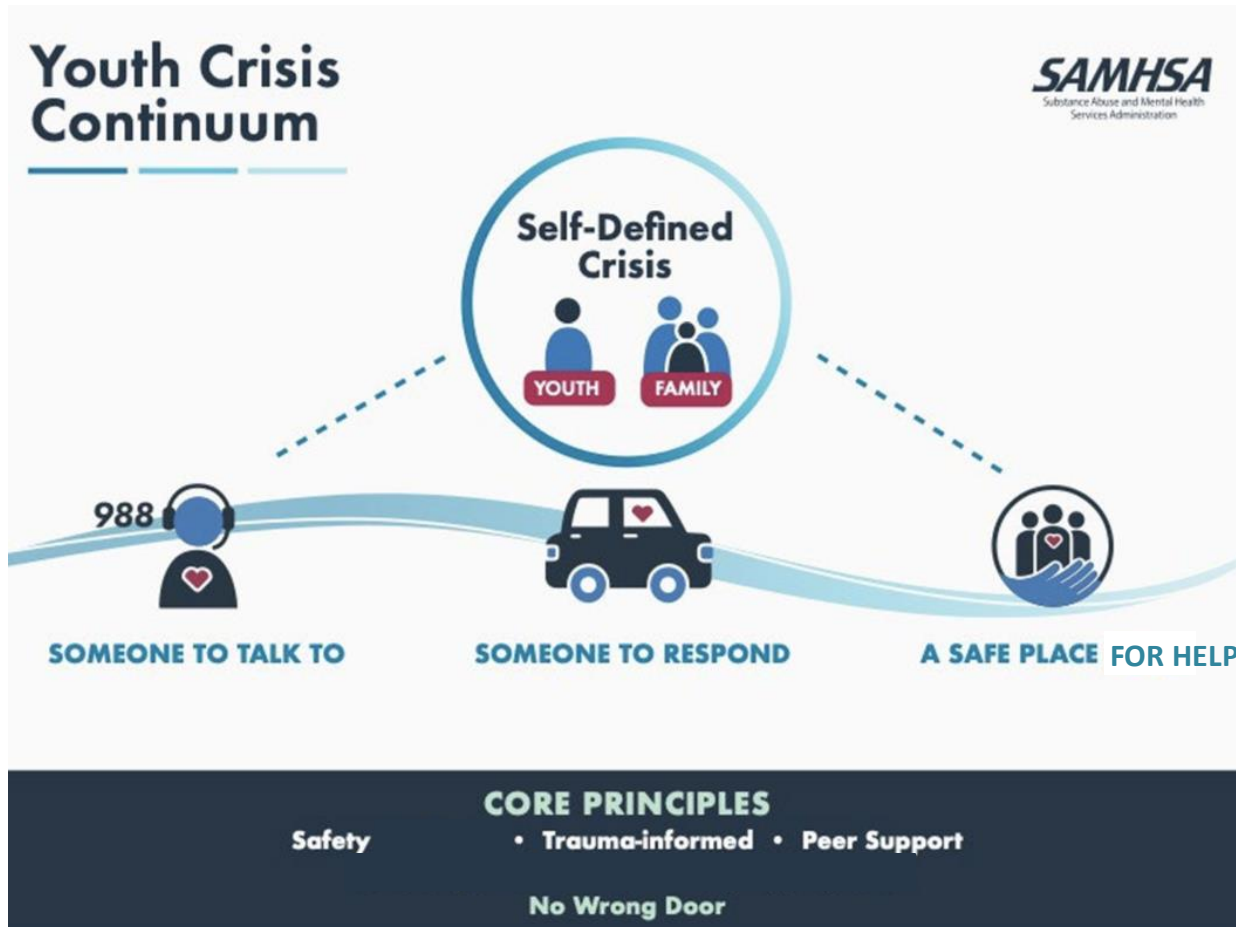 Youth Crisis
Continuum
SAMHSA
Substance Abuse and Mental Health
Services Administration
Self-Defined
Crisis
YOUTH
FAMILY
988
SOMEONE TO TALK TO
SOMEONE TO RESPOND
A SAFE PLACE FOR HELP
CORE PRINCIPLES
Safety • Trauma-informed • Peer Support
No Wrong Door